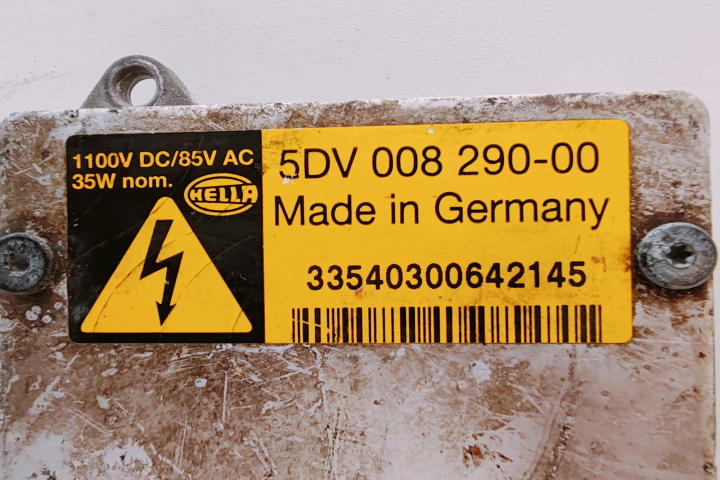 1100V DC/85V AC
35W nom.
HELLA
5DV 008 290-00
Made in Germany
33540300642145